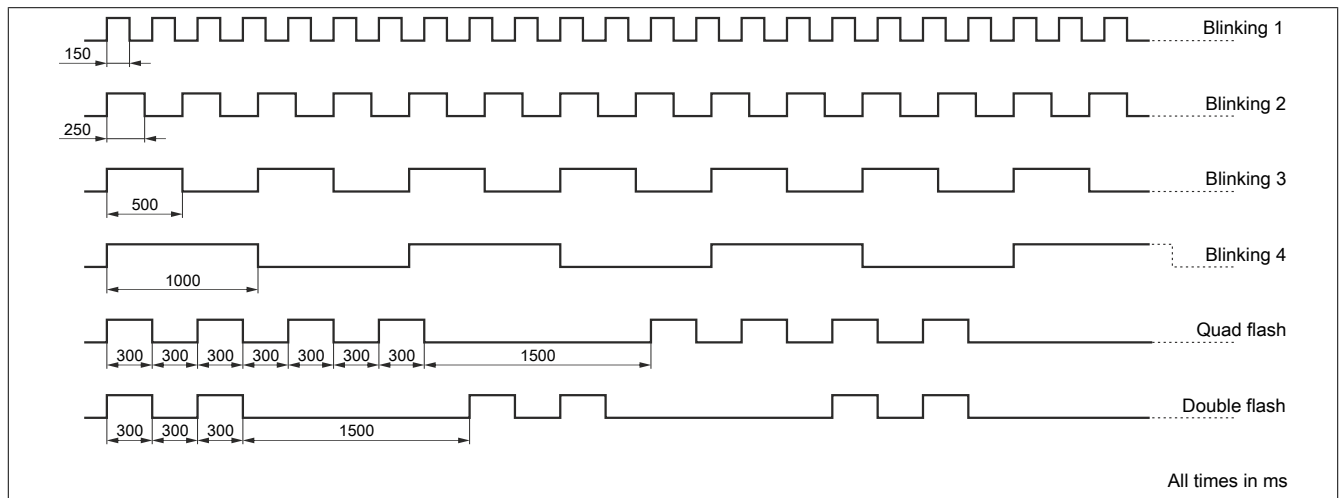 Blinking 1
150
Blinking 2
250
Blinking 3
500
Blinking 4
1000
Quad flash
300 300 300 300 300 300 300 1500
Double flash
300 300 300 1500
All times in ms